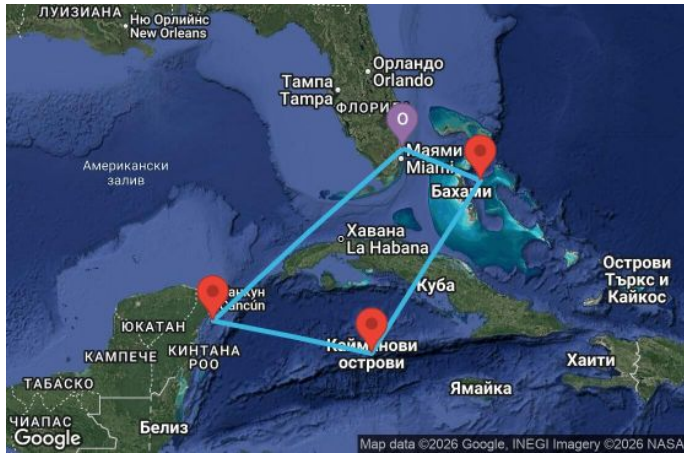 ЛУИЗИАНА
Ню Орлийнс
New Orleans
Орландо
Orlando
Тампа
Tampa
ФЛОРИДА
O
Маями
Miami
Бахами
Американски
залив
Хавана
La Habana
Острови
Търкс и
Кайкос
Куба
Канкун
Cancún
ЮКАТАН
КАМПЕЧЕ
КИНТАНА
РОО
Кайманови
острови
Хаити
ТАБАСКО
Ямайка
ЧИАПАС
Белиз
Google
Map data ©2026 Google, INEGI Imagery ©2026 NASA